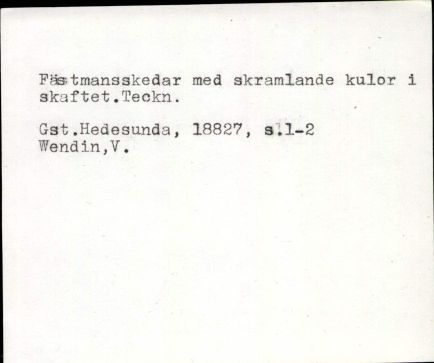 Fästmansskedar med skramlande kulor i
skaftet.Teckn.
Gst.Hedesunda, 18827, s.1-2
Wendin,V.